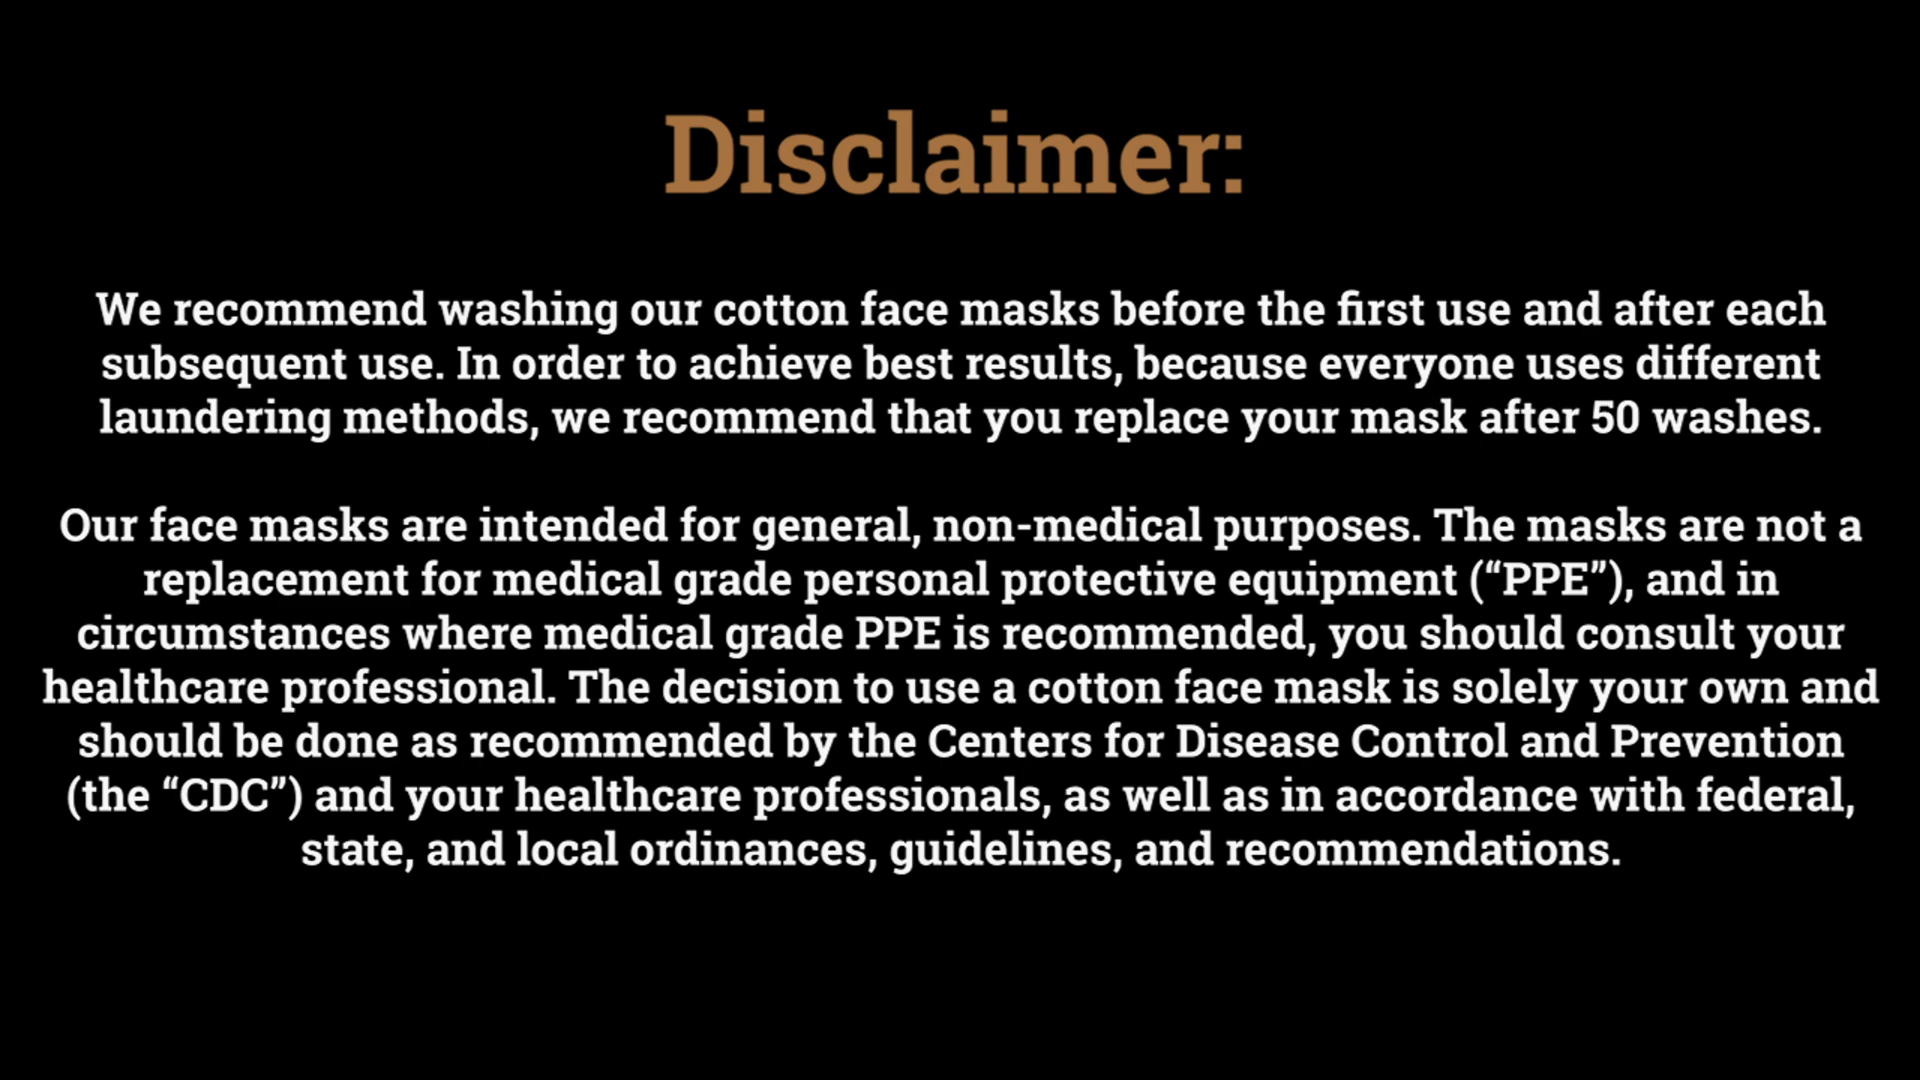 Disclaimer:
We recommend washing our cotton face masks before the first use and after each
subsequent use. In order to achieve best results, because everyone uses different
laundering methods, we recommend that you replace your mask after 50 washes.
Our face masks are intended for general, non-medical purposes. The masks are not a
replacement for medical grade personal protective equipment (“PPE”), and in
circumstances where medical grade PPE is recommended, you should consult your
healthcare professional. The decision to use a cotton face mask is solely your own and
should be done as recommended by the Centers for Disease Control and Prevention
(the “CDC”) and your healthcare professionals, as well as in accordance with federal,
state, and local ordinances, guidelines, and recommendations.